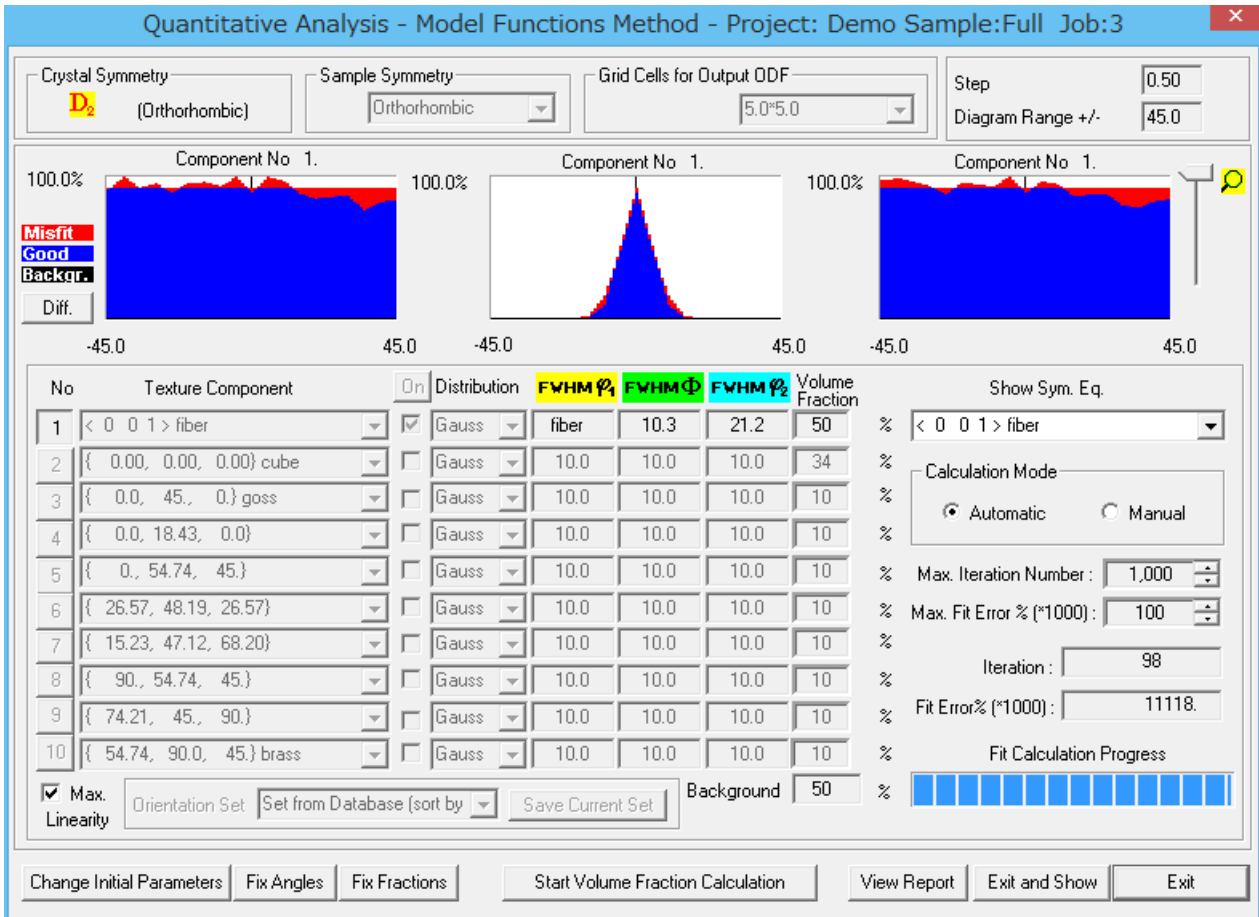 Quantitative Analysis - Model Functions Method - Project: Demo Sample:Full Job:3
Crystal Symmetry
D2 (Orthorhombic)
Sample Symmetry
Orthorhombic
Grid Cells for Output ODF
5.0*5.0
Step 0.50
Diagram Range +/- 45.0
Component No 1. Component No 1. Component No 1.
100.0% 100.0% 100.0%
Misfit
Good
Backgr.
Diff.
-45.0 45.0 -45.0 45.0 -45.0 45.0
No Texture Component On Distribution FWHM φ1 FWHM Φ FWHM φ2 Volume Fraction
1 < 0 0 1 > fiber Gauss fiber 10.3 21.2 50 %
2 { 0.00, 0.00, 0.00} cube Gauss 10.0 10.0 10.0 34 %
3 { 0.0, 45., 0.} goss Gauss 10.0 10.0 10.0 10 %
4 { 0.0, 18.43, 0.0} Gauss 10.0 10.0 10.0 10 %
5 { 0., 54.74, 45.} Gauss 10.0 10.0 10.0 10 %
6 { 26.57, 48.19, 26.57} Gauss 10.0 10.0 10.0 10 %
7 { 15.23, 47.12, 68.20} Gauss 10.0 10.0 10.0 10 %
8 { 90., 54.74, 45.} Gauss 10.0 10.0 10.0 10 %
9 { 74.21, 45., 90.} Gauss 10.0 10.0 10.0 10 %
10 { 54.74, 90.0, 45.} brass Gauss 10.0 10.0 10.0 10 %
Max. Linearity
Orientation Set Set from Database (sort by Save Current Set
Background 50 %
Show Sym. Eq.
< 0 0 1 > fiber
Calculation Mode
Automatic Manual
Max. Iteration Number : 1,000
Max. Fit Error % (*1000) : 100
Iteration : 98
Fit Error% (*1000) : 11118.
Fit Calculation Progress
Change Initial Parameters Fix Angles Fix Fractions Start Volume Fraction Calculation View Report Exit and Show Exit